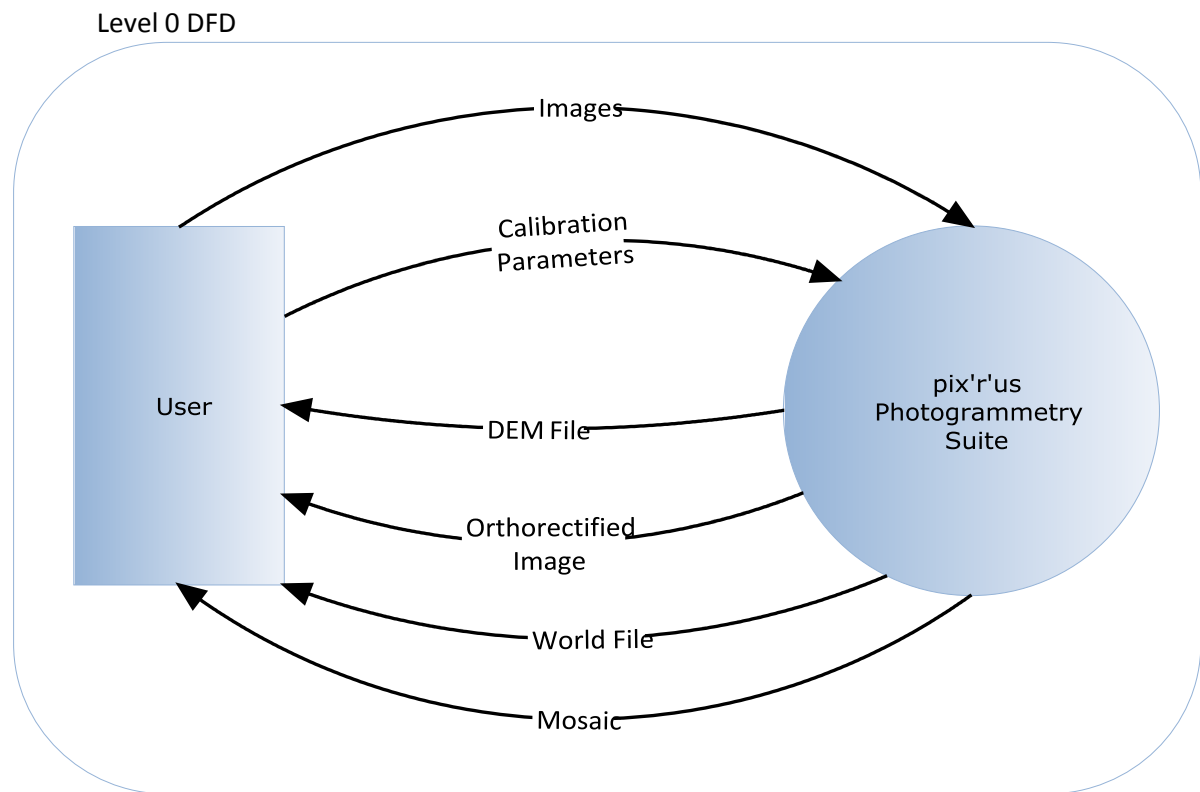 Level 0 DFD
Images
Calibration
Parameters
User
pix'r'us
Photogrammetry
Suite
DEM File
Orthorectified
Image
World File
Mosaic